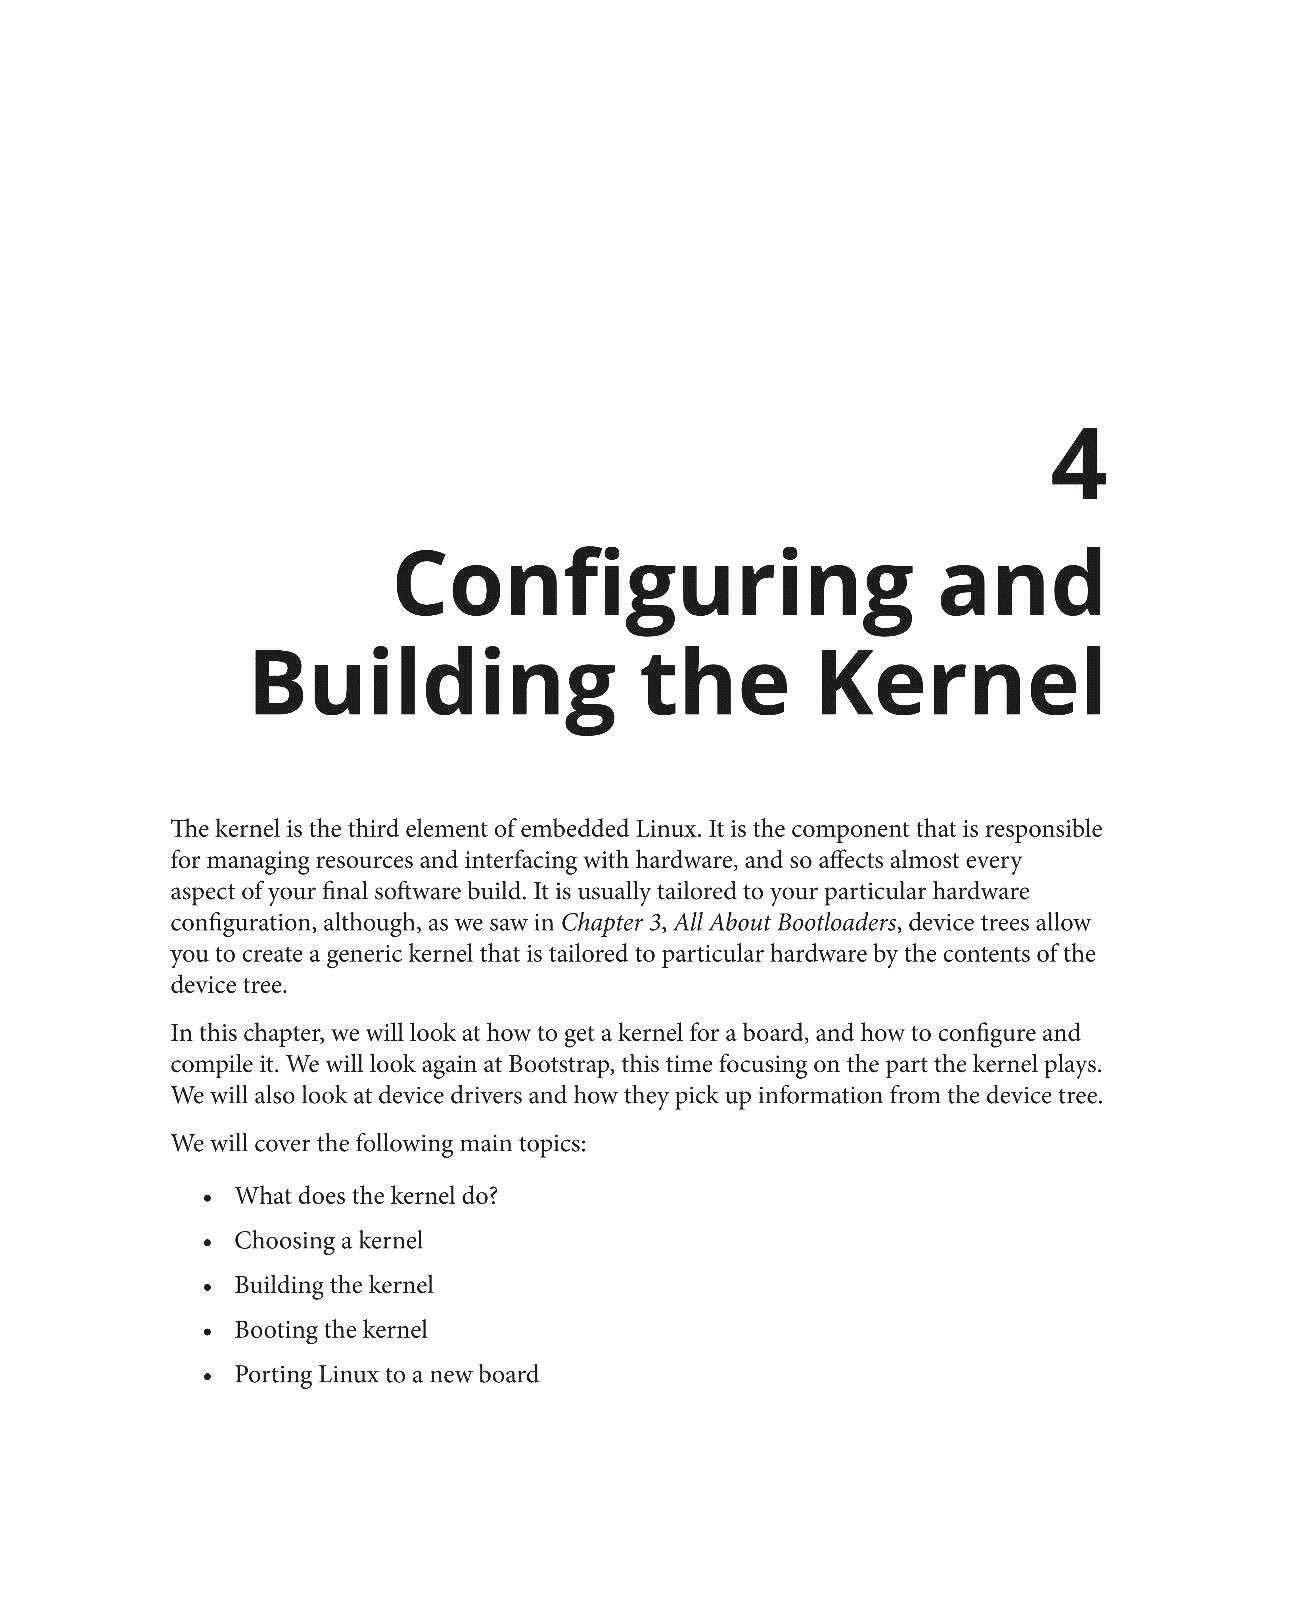 4
Configuring and
Building the Kernel
The kernel is the third element of embedded Linux. It is the component that is responsible
for managing resources and interfacing with hardware, and so affects almost every
aspect of your final software build. It is usually tailored to your particular hardware
configuration, although, as we saw in Chapter 3, All About Bootloaders, device trees allow
you to create a generic kernel that is tailored to particular hardware by the contents of the
device tree.
In this chapter, we will look at how to get a kernel for a board, and how to configure and
compile it. We will look again at Bootstrap, this time focusing on the part the kernel plays.
We will also look at device drivers and how they pick up information from the device tree.
We will cover the following main topics:
• What does the kernel do?
• Choosing a kernel
• Building the kernel
• Booting the kernel
• Porting Linux to a new board